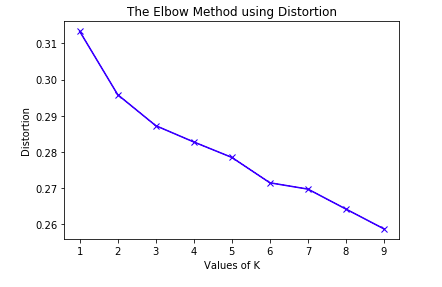 The Elbow Method using Distortion
0.31
0.30
0.29
0.28
0.27
0.26
Distortion
1 2 3 4 5 6 7 8 9
Values of K